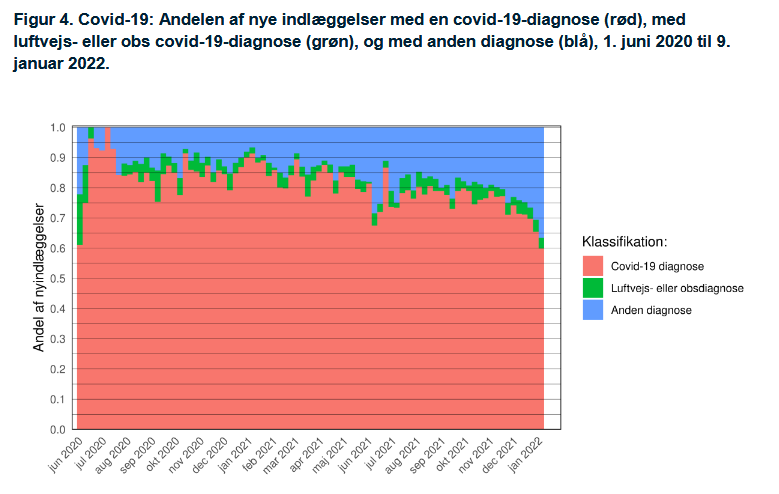 Figur 4. Covid-19: Andelen af nye indlæggelser med en covid-19-diagnose (rød), med
luftvejs- eller obs covid-19-diagnose (grøn), og med anden diagnose (blå), 1. juni 2020 til 9.
januar 2022.
Andel af nyindlæggelser
1.0
0.9
0.8
0.7
0.6
0.5
0.4
0.3
0.2
0.1
0.0
jun 2020
jul 2020
aug 2020
sep 2020
okt 2020
nov 2020
dec 2020
jan 2021
feb 2021
mar 2021
apr 2021
maj 2021
jun 2021
jul 2021
aug 2021
sep 2021
okt 2021
nov 2021
dec 2021
jan 2022
Klassifikation:
Covid-19 diagnose
Luftvejs- eller obsdiagnose
Anden diagnose